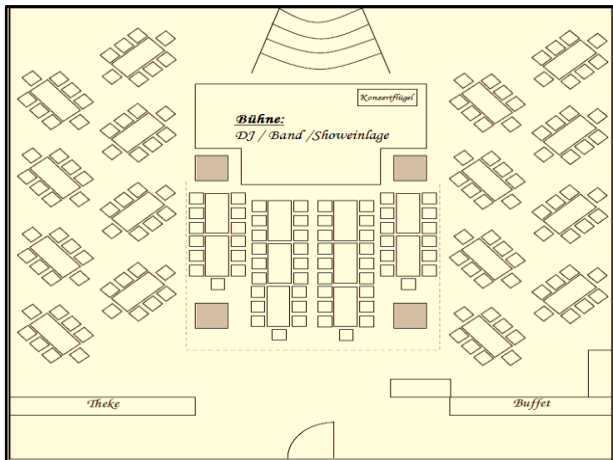 Konzertflügel
Bühne:
DJ / Band /Showeinlage
Theke
Buffet